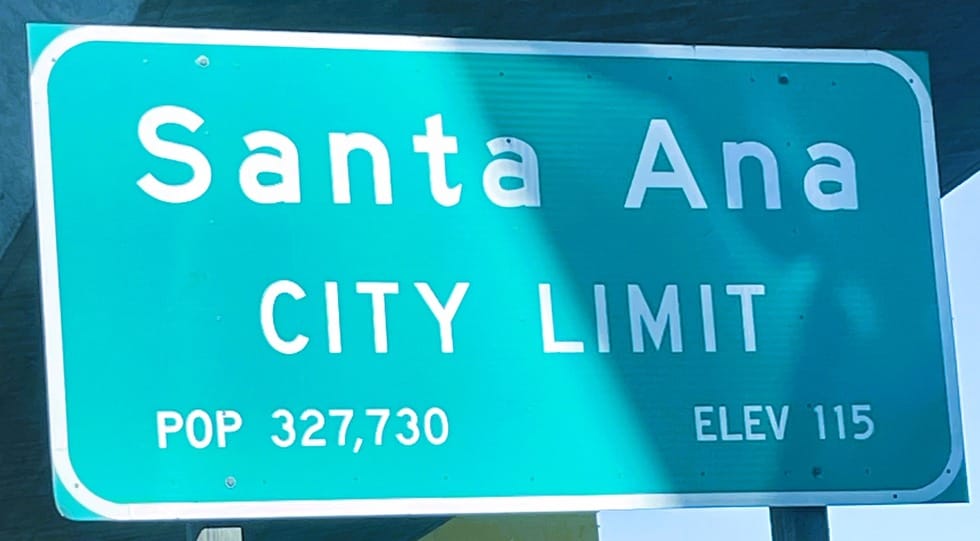 Santa Ana
CITY LIMIT
POP 327,730 ELEV 115